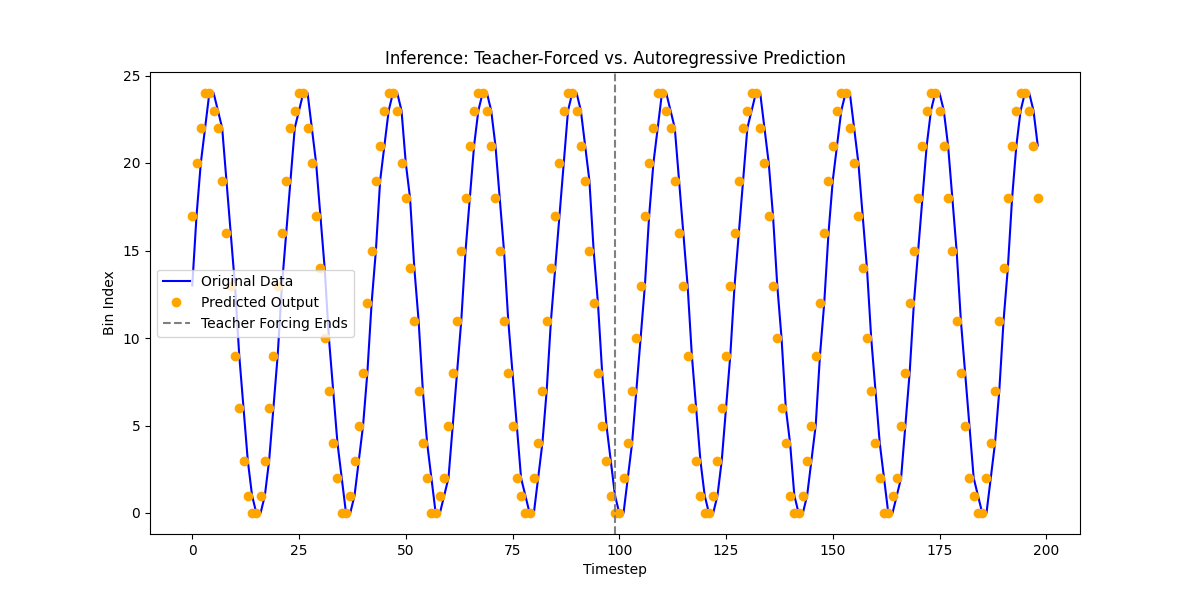 Inference: Teacher-Forced vs. Autoregressive Prediction
25
20
15
10
5
0
Bin Index
Original Data
Predicted Output
Teacher Forcing Ends
0 25 50 75 100 125 150 175 200
Timestep